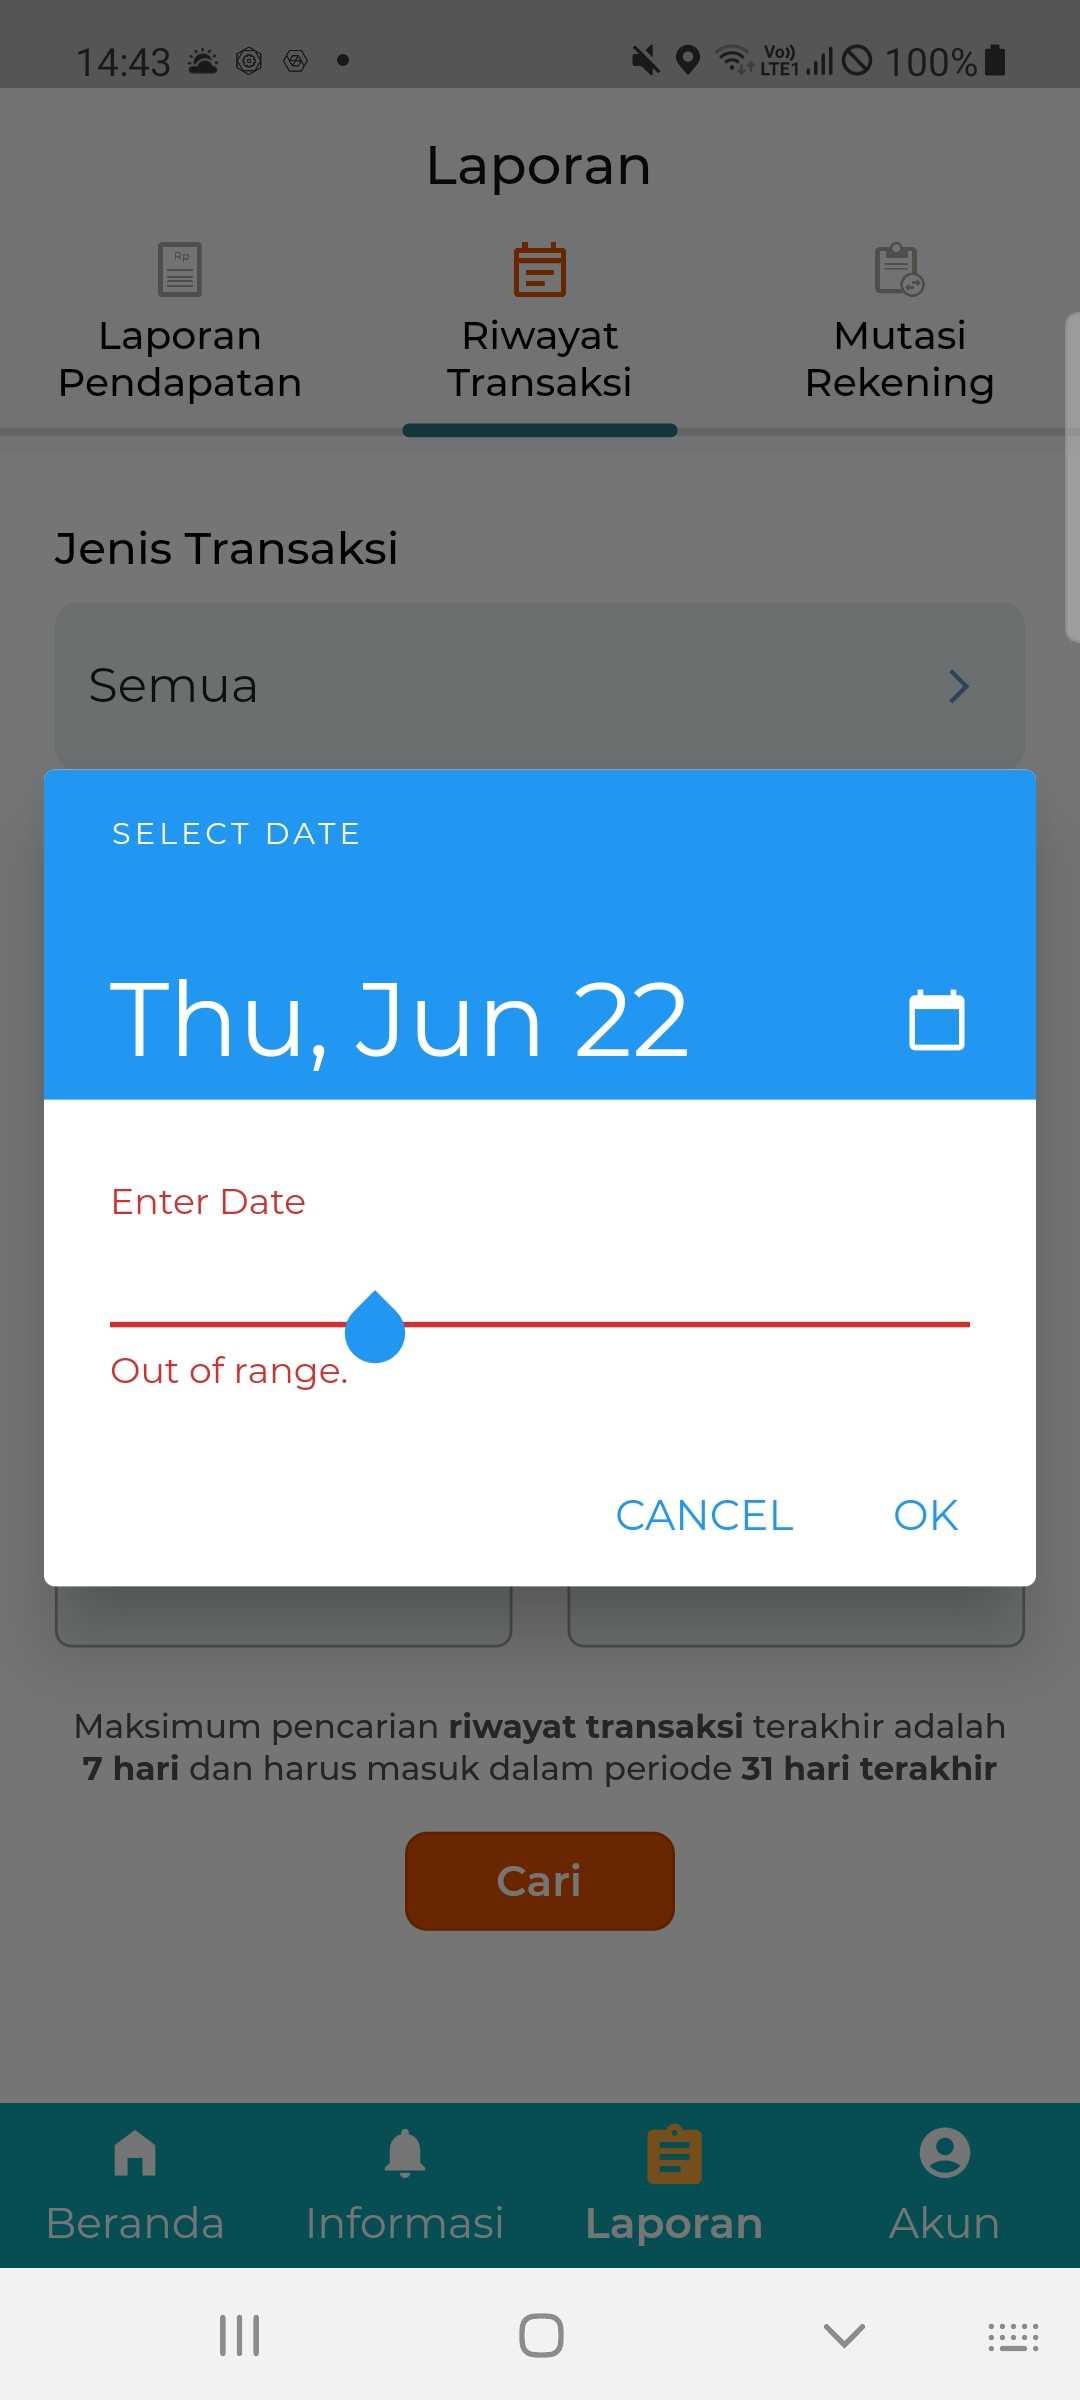 14:43
Vo))
LTE1
100%
Laporan
Rp
Laporan
Pendapatan
Riwayat
Transaksi
Mutasi
Rekening
Jenis Transaksi
Semua
SELECT DATE
Thu, Jun 22
Enter Date
Out of range.
CANCEL
OK
Maksimum pencarian riwayat transaksi terakhir adalah
7 hari dan harus masuk dalam periode 31 hari terakhir
Cari
Beranda
Informasi
Laporan
Akun